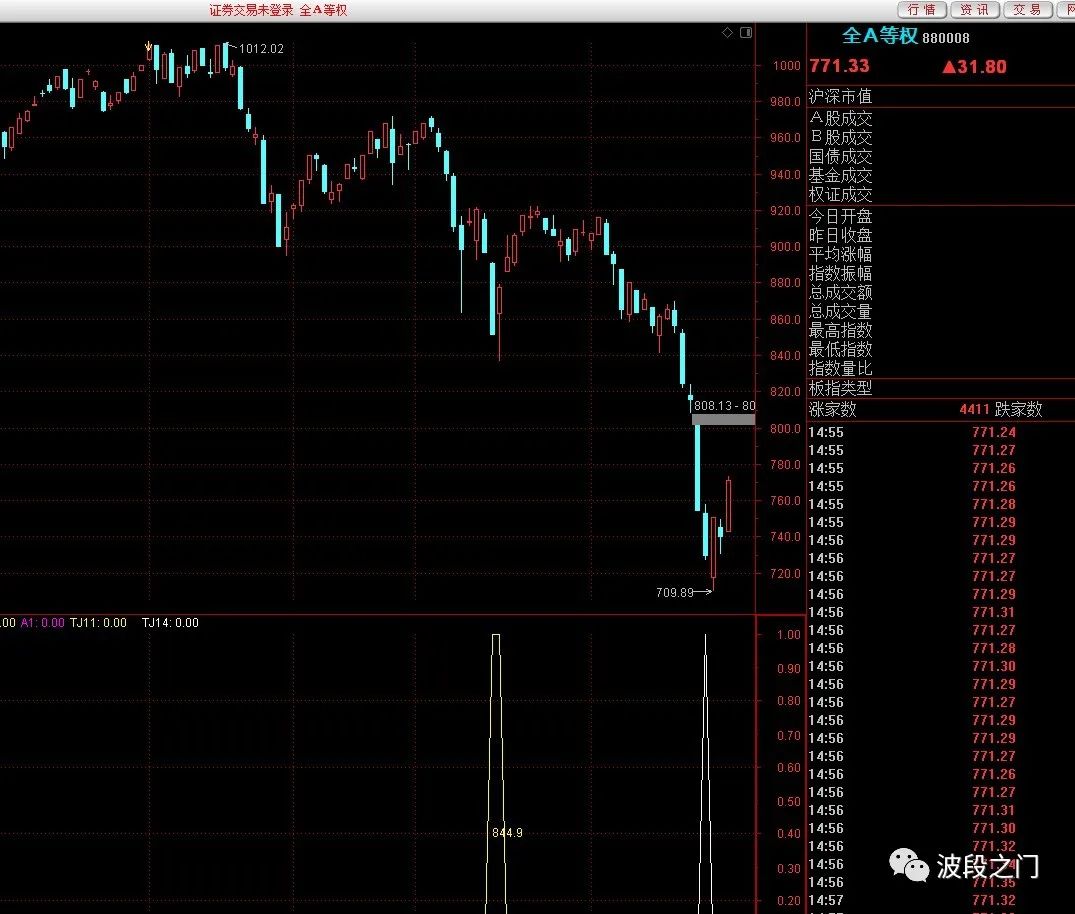 证券交易未登录 全A等权
行情 资讯 交易
1012.02
808.13 - 80
709.89
1000
980.0
960.0
940.0
920.0
900.0
880.0
860.0
840.0
820.0
800.0
780.0
760.0
740.0
720.0
全A等权 880008
771.33 ▲31.80
沪深市值
A股成交
B股成交
国债成交
基金成交
权证成交
今日开盘
昨日收盘
平均涨幅
指数振幅
总成交额
总成交量
最高指数
最低指数
指数量比
板指类型
涨家数 4411 跌家数
14:55 771.24
14:55 771.27
14:55 771.26
14:55 771.26
14:55 771.28
14:55 771.29
14:56 771.29
14:56 771.27
14:56 771.27
14:56 771.29
14:56 771.31
14:56 771.27
14:56 771.28
14:56 771.30
14:56 771.29
14:56 771.27
14:56 771.29
14:56 771.29
14:56 771.27
14:56 771.26
14:56 771.27
14:56 771.31
14:56 771.30
14:56 771.32
14:56
14:56 771.35
14:57 771.32
.00 A1: 0.00 TJ11: 0.00 TJ14: 0.00
844.9
1.00
0.90
0.80
0.70
0.60
0.50
0.40
0.30
0.20
波段之门